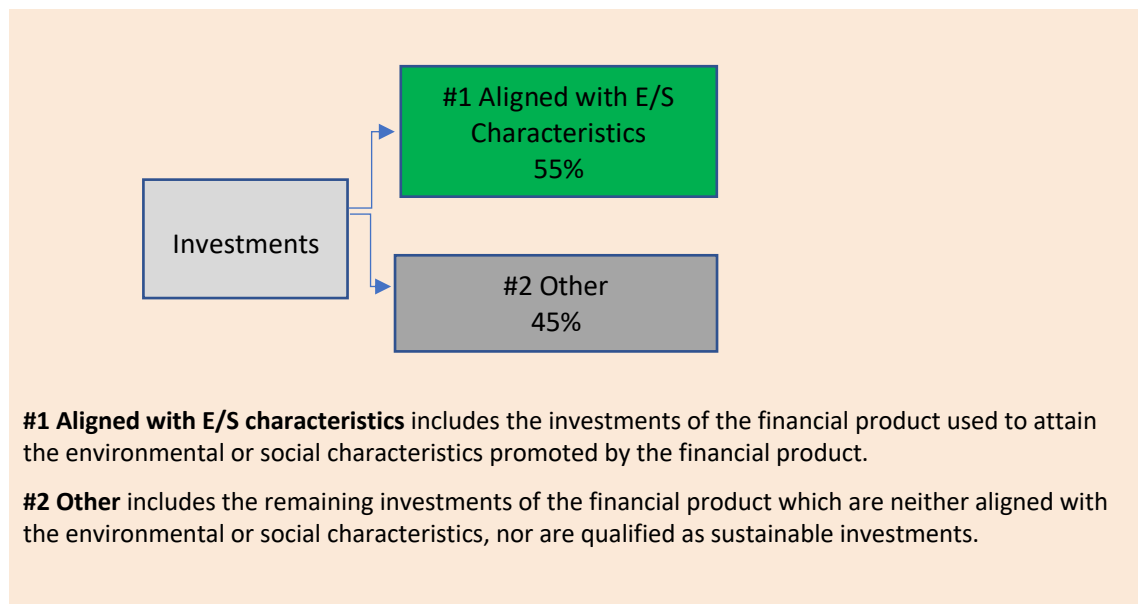 #1 Aligned with E/S
Characteristics
55%
Investments
#2 Other
45%
#1 Aligned with E/S characteristics includes the investments of the financial product used to attain
the environmental or social characteristics promoted by the financial product.
#2 Other includes the remaining investments of the financial product which are neither aligned with
the environmental or social characteristics, nor are qualified as sustainable investments.